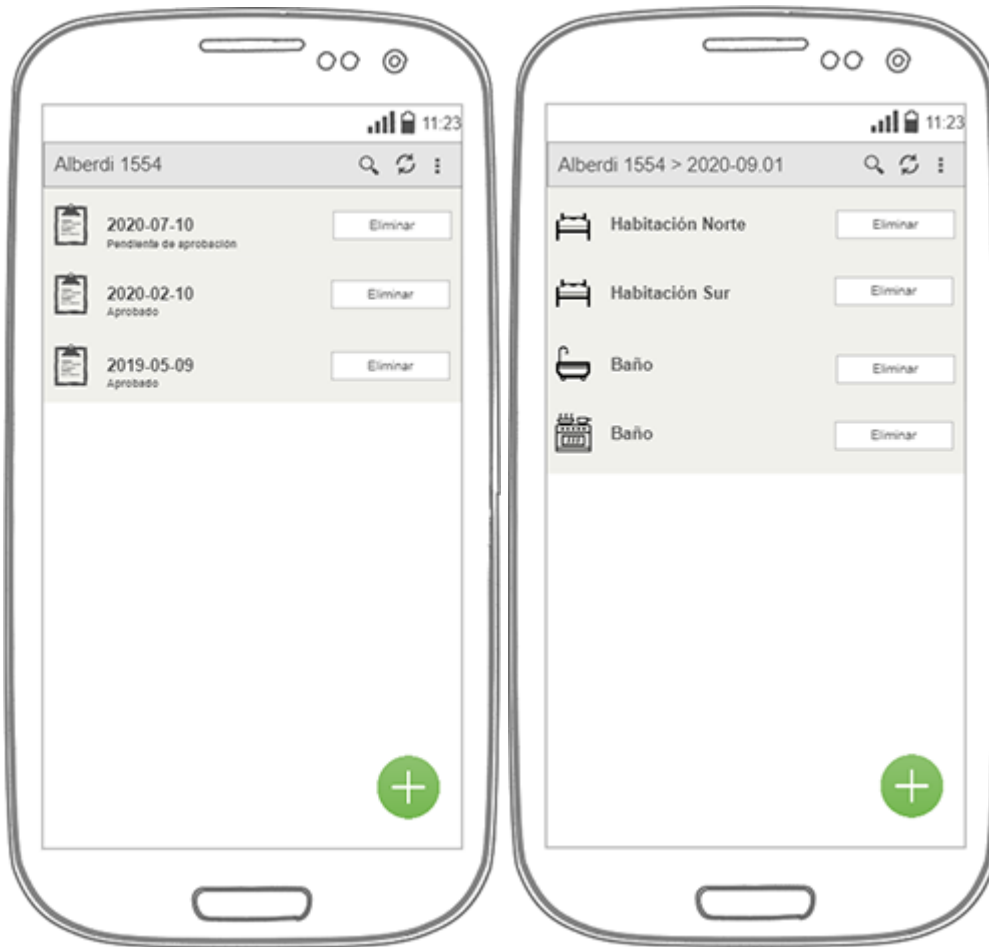 11:23
Alberdi 1554
2020-07-10
Pendiente de aprobación
Eliminar
2020-02-10
Aprobado
Eliminar
2019-05-09
Aprobado
Eliminar
11:23
Alberdi 1554 > 2020-09.01
Habitación Norte
Eliminar
Habitación Sur
Eliminar
Baño
Eliminar
Baño
Eliminar